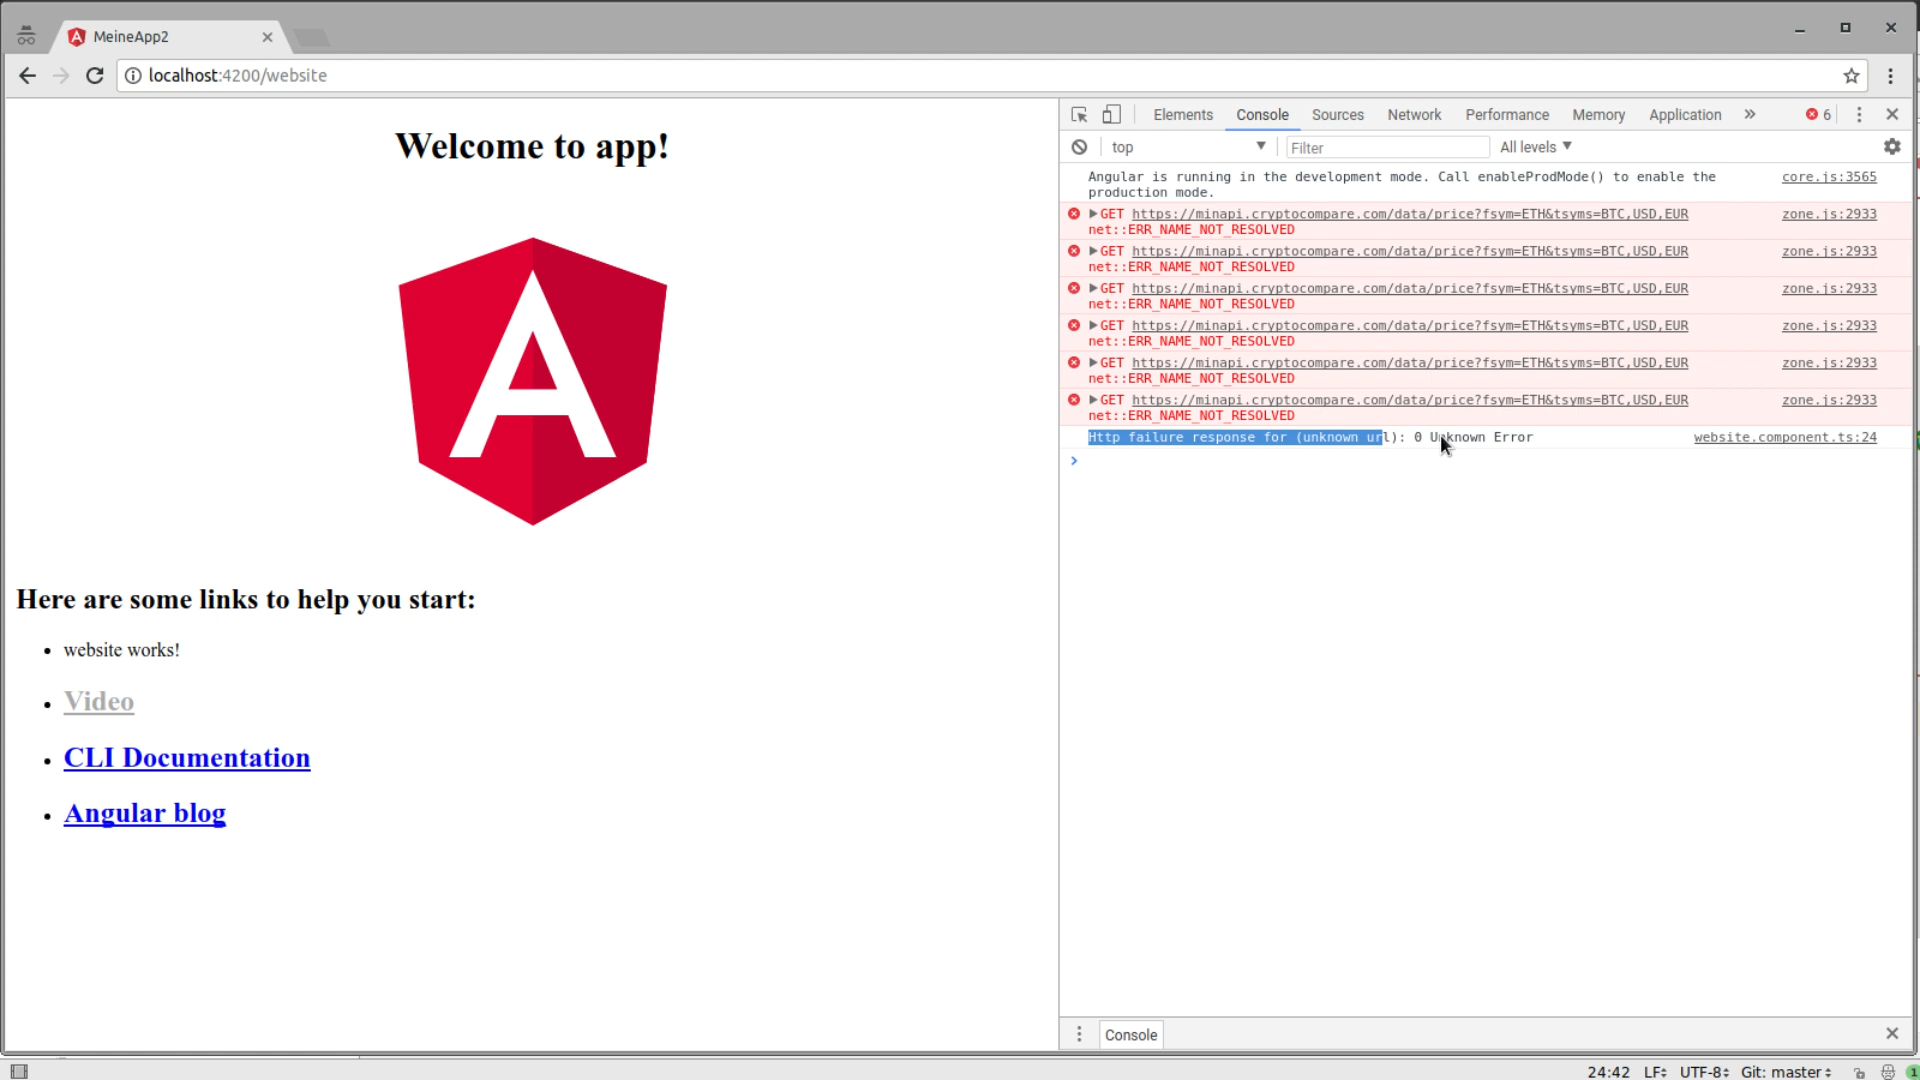 MeineApp2
localhost:4200/website
Welcome to app!
Here are some links to help you start:
website works!
Video
CLI Documentation
Angular blog
Elements Console Sources Network Performance Memory Application » 6
top Filter All levels
Angular is running in the development mode. Call enableProdMode() to enable the core.js:3565
production mode.
GET https://minapi.cryptocompare.com/data/price?fsym=ETH&tsyms=BTC,USD,EUR zone.js:2933
net::ERR_NAME_NOT_RESOLVED
GET https://minapi.cryptocompare.com/data/price?fsym=ETH&tsyms=BTC,USD,EUR zone.js:2933
net::ERR_NAME_NOT_RESOLVED
GET https://minapi.cryptocompare.com/data/price?fsym=ETH&tsyms=BTC,USD,EUR zone.js:2933
net::ERR_NAME_NOT_RESOLVED
GET https://minapi.cryptocompare.com/data/price?fsym=ETH&tsyms=BTC,USD,EUR zone.js:2933
net::ERR_NAME_NOT_RESOLVED
GET https://minapi.cryptocompare.com/data/price?fsym=ETH&tsyms=BTC,USD,EUR zone.js:2933
net::ERR_NAME_NOT_RESOLVED
GET https://minapi.cryptocompare.com/data/price?fsym=ETH&tsyms=BTC,USD,EUR zone.js:2933
net::ERR_NAME_NOT_RESOLVED
Http failure response for (unknown url): 0 Unknown Error website.component.ts:24
Console
24:42 LF UTF-8 Git: master 1